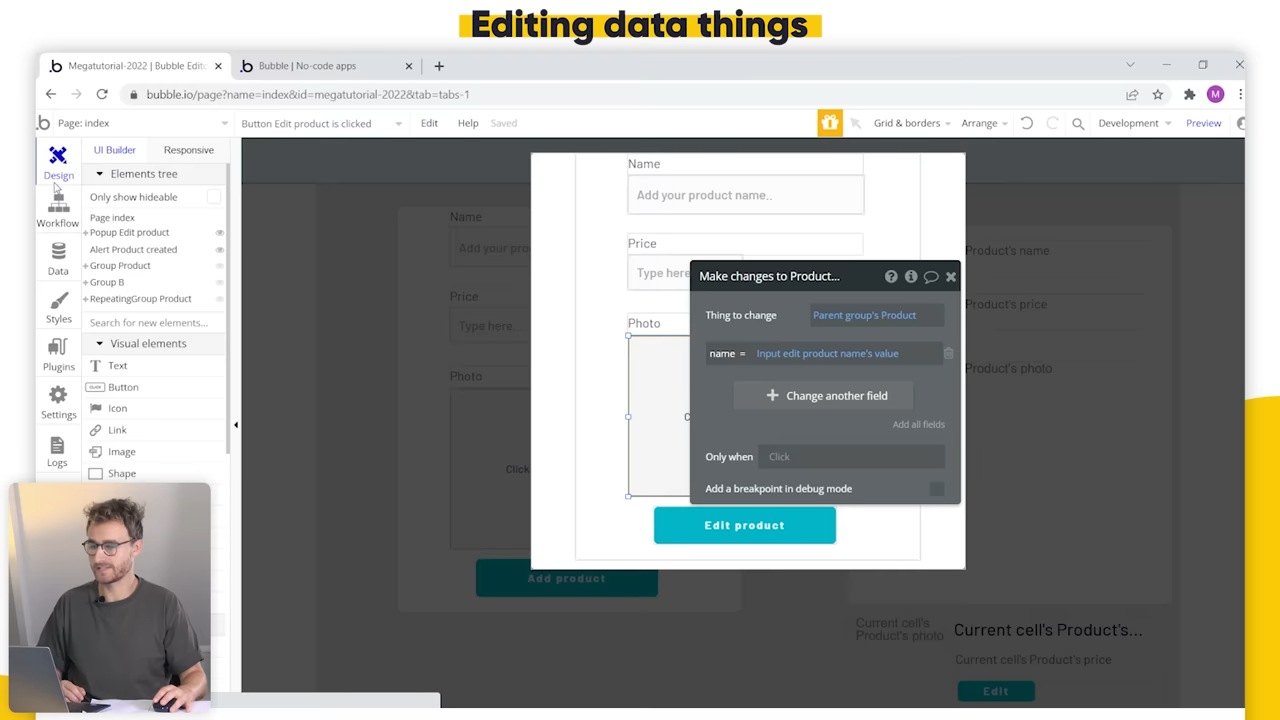 Editing data things
Megatutorial-2022 | Bubble Edito
Bubble | No-code apps
bubble.io/page?name=index&id=megatutorial-2022&tab=tabs-1
M
Page: index
Button Edit product is clicked
Edit
Help
Saved
Grid & borders
Arrange
Development
Preview
Design
Workflow
Data
Styles
Plugins
Settings
Logs
UI Builder
Responsive
Elements tree
Only show hideable
Page index
Popup Edit product
Alert Product created
Group Product
Group B
RepeatingGroup Product
Search for new elements...
Visual elements
Text
CLICK
Button
Icon
Link
Image
Shape
Name
Add your pro
Price
Type here...
Photo
Click
Add product
Name
Add your product name..
Price
Type here
Photo
C
Edit product
Make changes to Product...
Thing to change
Parent group's Product
name =
Input edit product name's value
Change another field
Add all fields
Only when
Click
Add a breakpoint in debug mode
Product's name
Product's price
Product's photo
Current cell's
Product's photo
Current cell's Product's...
Current cell's Product's price
Edit